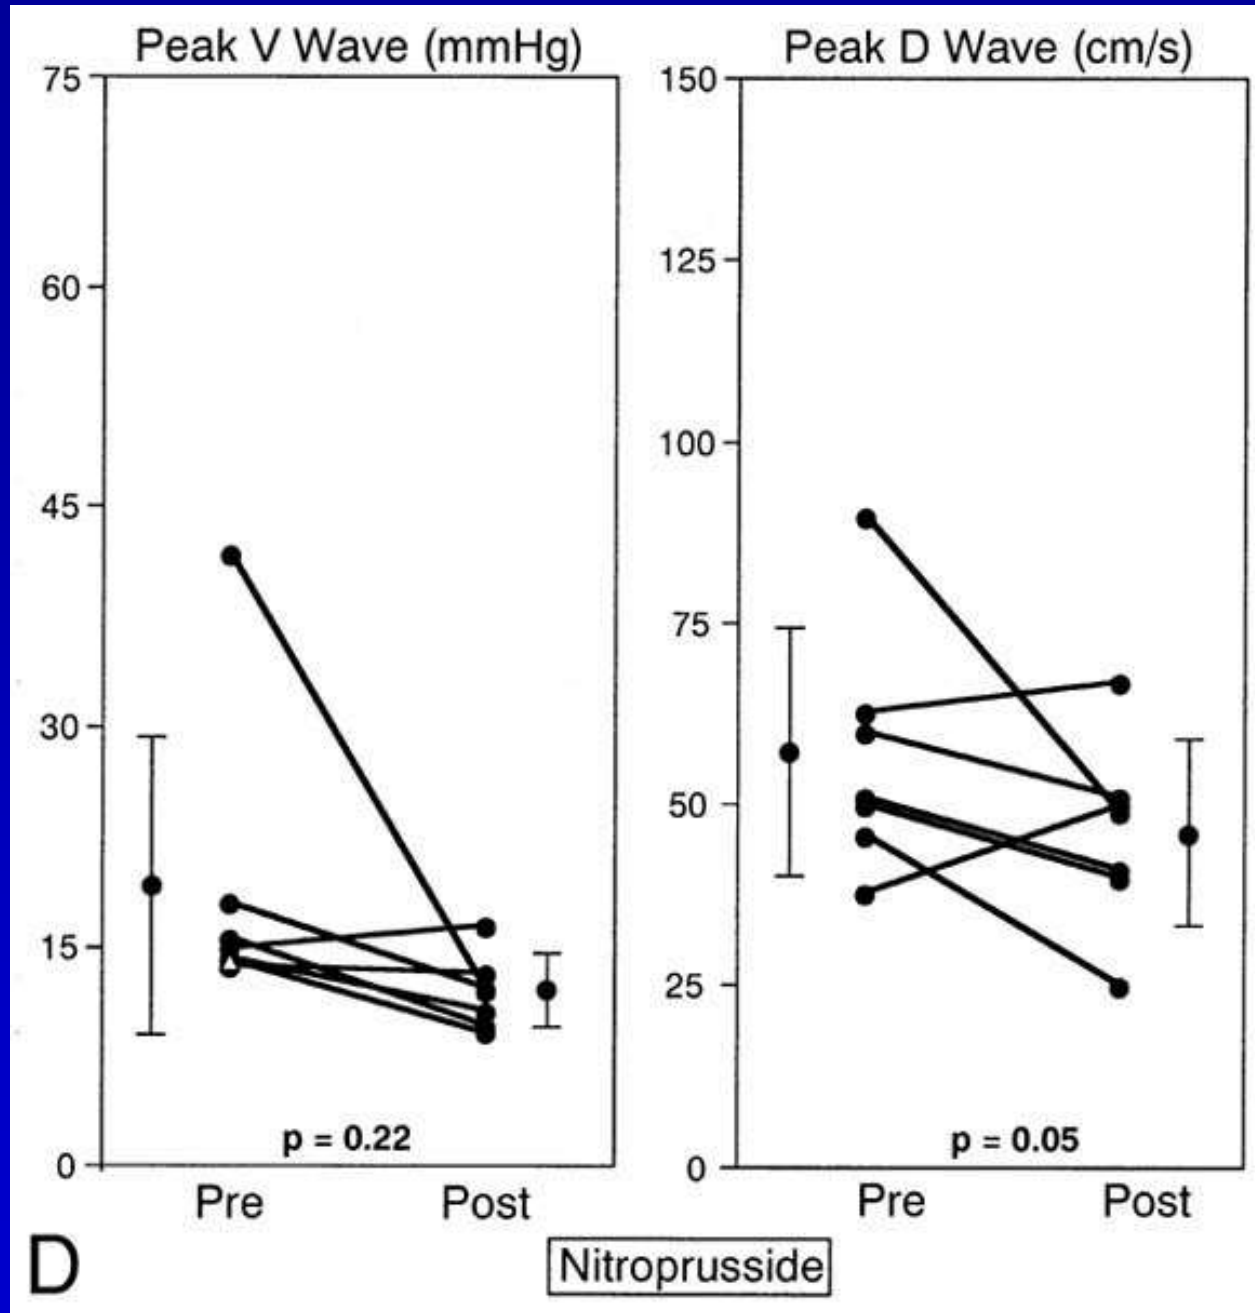 Peak V Wave (mmHg)
75
60
45
30
15
0
p = 0.22
Pre Post
Peak D Wave (cm/s)
150
125
100
75
50
25
0
p = 0.05
Pre Post
D
Nitroprusside